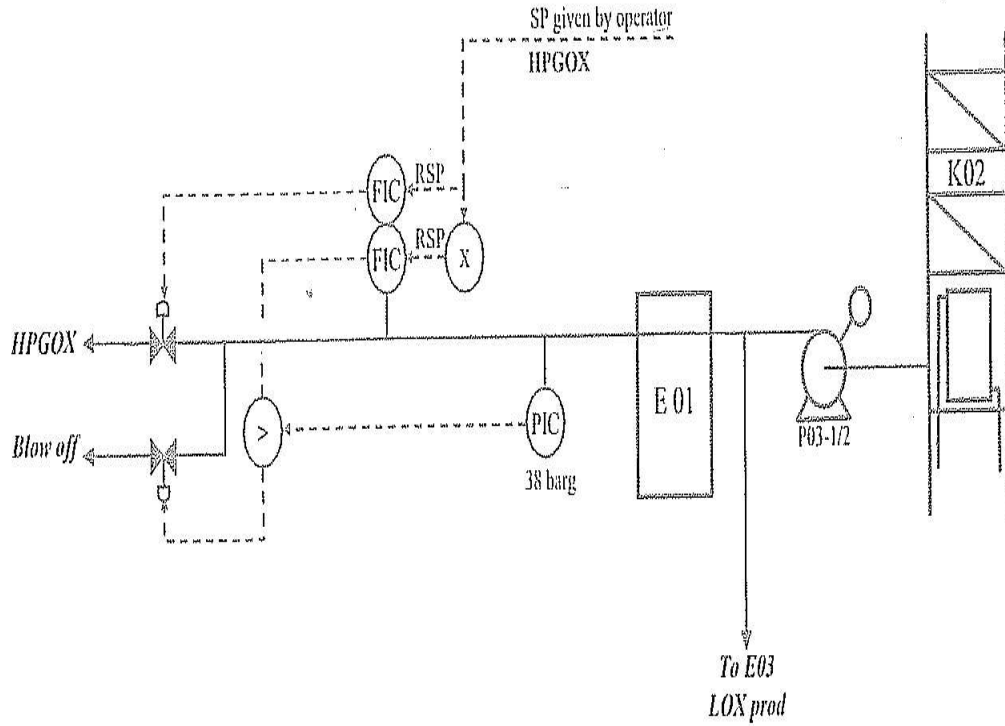 SP given by operator
HPGOX
K02
FIC
RSP
FIC
RSP
X
HPGOX
E 01
P03-1/2
Blow off
>
PIC
38 barg
To E03
LOX prod